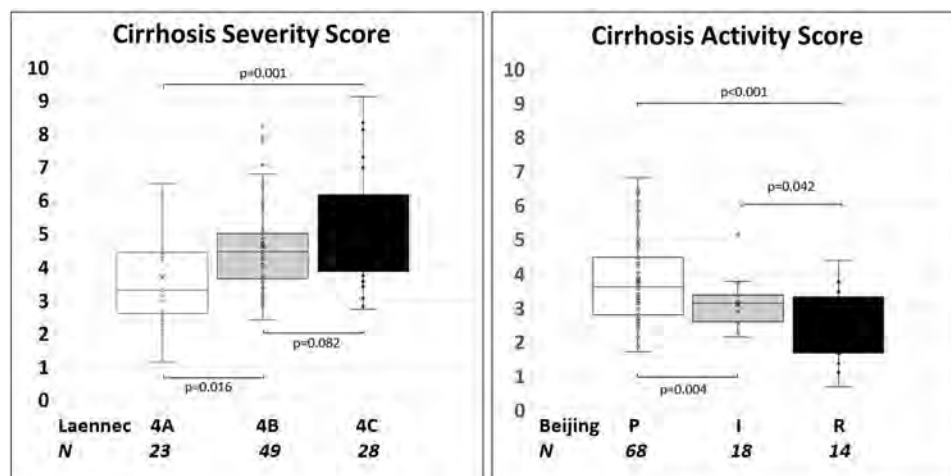 Cirrhosis Severity Score
10
p=0.001
9
8
7
6
5
4
3
2
p=0.082
1
p=0.016
0
Laennec 4A 4B 4C
N 23 49 28
Cirrhosis Activity Score
10
p<0.001
9
8
7
p=0.042
6
5
4
3
2
1
p=0.004
0
Beijing P I R
N 68 18 14